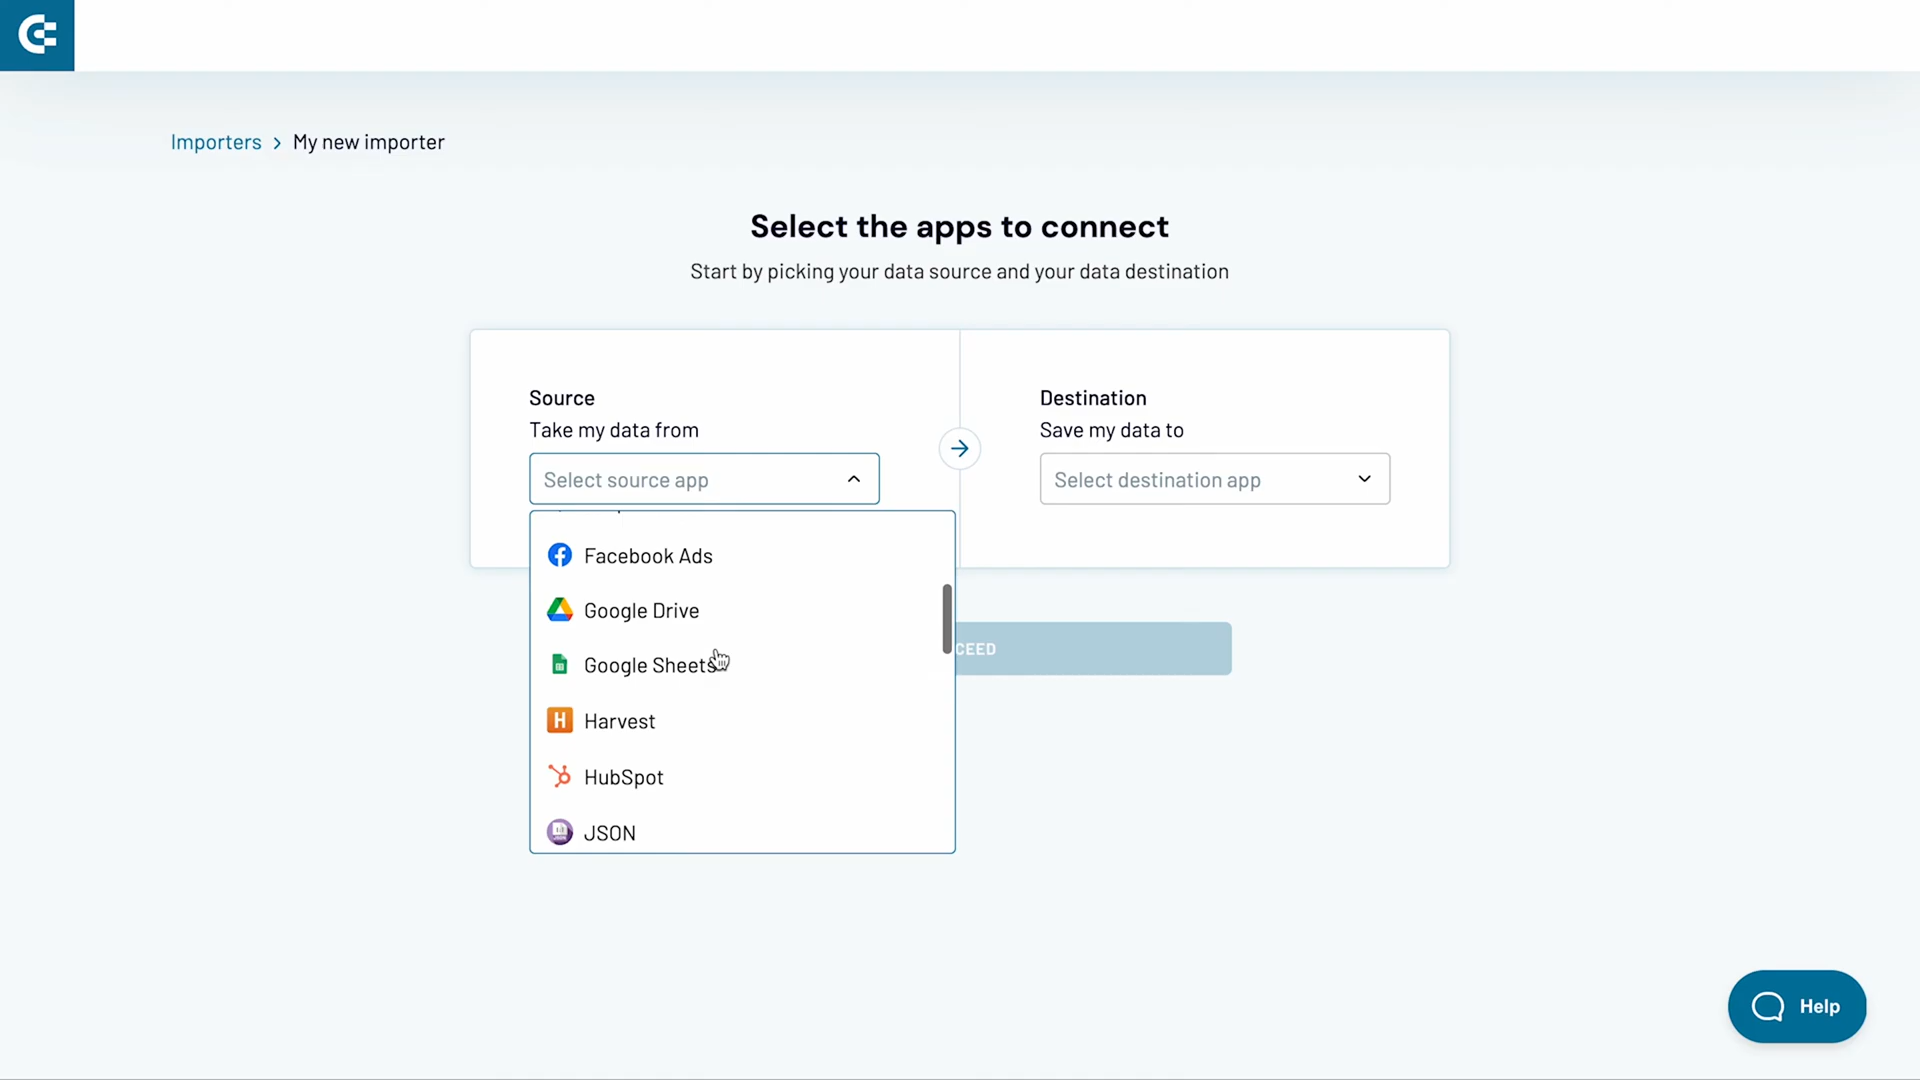 Importers > My new importer
Select the apps to connect
Start by picking your data source and your data destination
Source
Take my data from
Select source app
Destination
Save my data to
Select destination app
Facebook Ads
Google Drive
Google Sheets
Harvest
HubSpot
JSON
CEED
Help